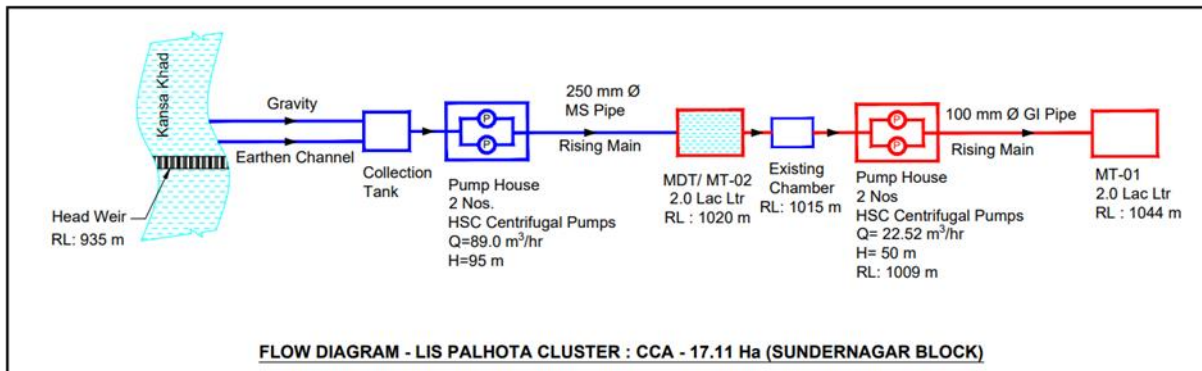 Kansa Khad
Head Weir
RL: 935 m
Gravity
Earthen Channel
Collection
Tank
P
P
Pump House
2 Nos.
HSC Centrifugal Pumps
Q=89.0 m³/hr
H=95 m
250 mm Ø
MS Pipe
Rising Main
MDT/ MT-02
2.0 Lac Ltr
RL : 1020 m
Existing
Chamber
RL: 1015 m
P
P
Pump House
2 Nos
HSC Centrifugal Pumps
Q= 22.52 m³/hr
H= 50 m
RL: 1009 m
100 mm Ø GI Pipe
Rising Main
MT-01
2.0 Lac Ltr
RL : 1044 m
FLOW DIAGRAM - LIS PALHOTA CLUSTER : CCA - 17.11 Ha (SUNDERNAGAR BLOCK)